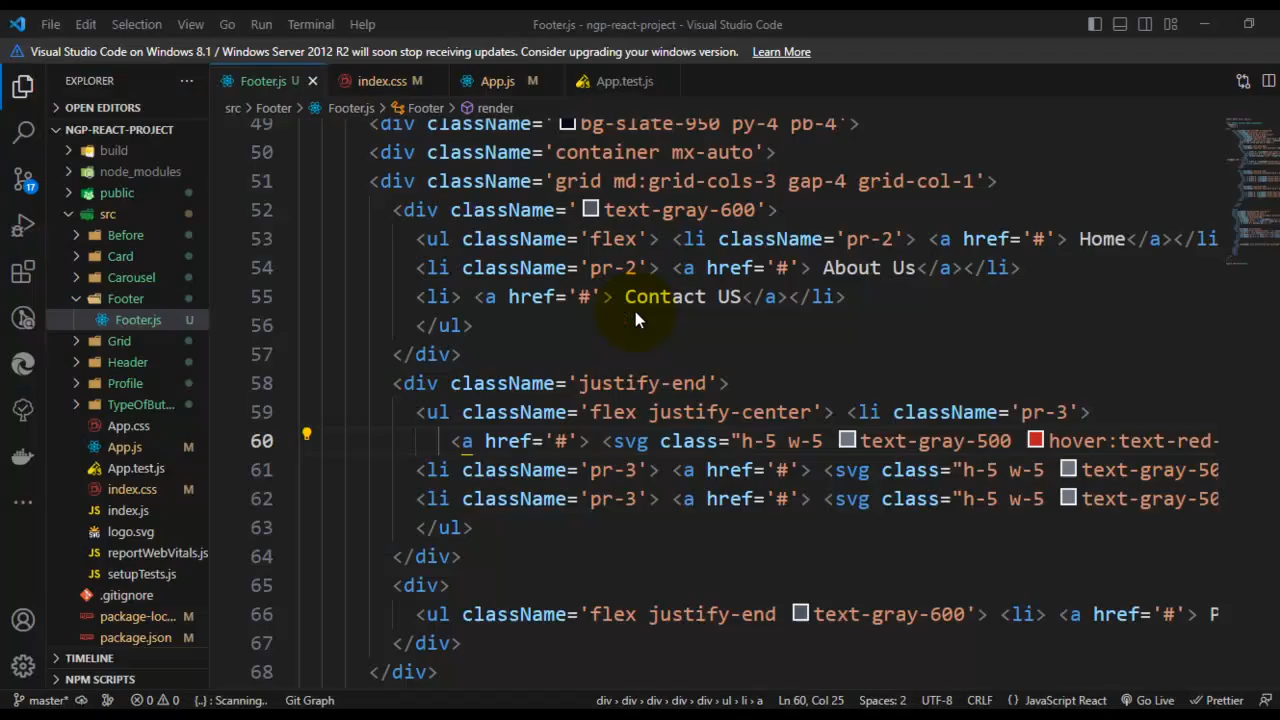 File Edit Selection View Go Run Terminal Help Footer.js - ngp-react-project - Visual Studio Code
Visual Studio Code on Windows 8.1 / Windows Server 2012 R2 will soon stop receiving updates. Consider upgrading your windows version. Learn More
EXPLORER ...
Footer.js U index.css M App.js M App.test.js
OPEN EDITORS
src > Footer > Footer.js > Footer > render
NGP-REACT-PROJECT
build
node_modules
public
src
Before
Card
Carousel
Footer
Footer.js U
Grid
Header
Profile
TypeOfBut...
App.css
App.js M
App.test.js
index.css M
index.js
logo.svg
reportWebVitals.js
setupTests.js
.gitignore
package-loc... M
package.json M
TIMELINE
NPM SCRIPTS
17
49 <div className='bg-slate-950 py-4 pb-4'>
50 <div className='container mx-auto'>
51 <div className='grid md:grid-cols-3 gap-4 grid-col-1'>
52 <div className='text-gray-600'>
53 <ul className='flex'> <li className='pr-2'> <a href='#'> Home</a></li
54 <li className='pr-2'> <a href='#'> About Us</a></li>
55 <li> <a href='#'> Contact US</a></li>
56 </ul>
57 </div>
58 <div className='justify-end'>
59 <ul className='flex justify-center'> <li className='pr-3'>
60 <a href='#'> <svg class="h-5 w-5 text-gray-500 hover:text-red-
61 <li className='pr-3'> <a href='#'> <svg class="h-5 w-5 text-gray-50
62 <li className='pr-3'> <a href='#'> <svg class="h-5 w-5 text-gray-50
63 </ul>
64 </div>
65 <div>
66 <ul className='flex justify-end text-gray-600'> <li> <a href='#'> P
67 </div>
68 </div>
master* 0 0 {..} : Scanning.. Git Graph div > div > div > div > div > ul > li > a Ln 60, Col 25 Spaces: 2 UTF-8 CRLF {} JavaScript React Go Live Prettier